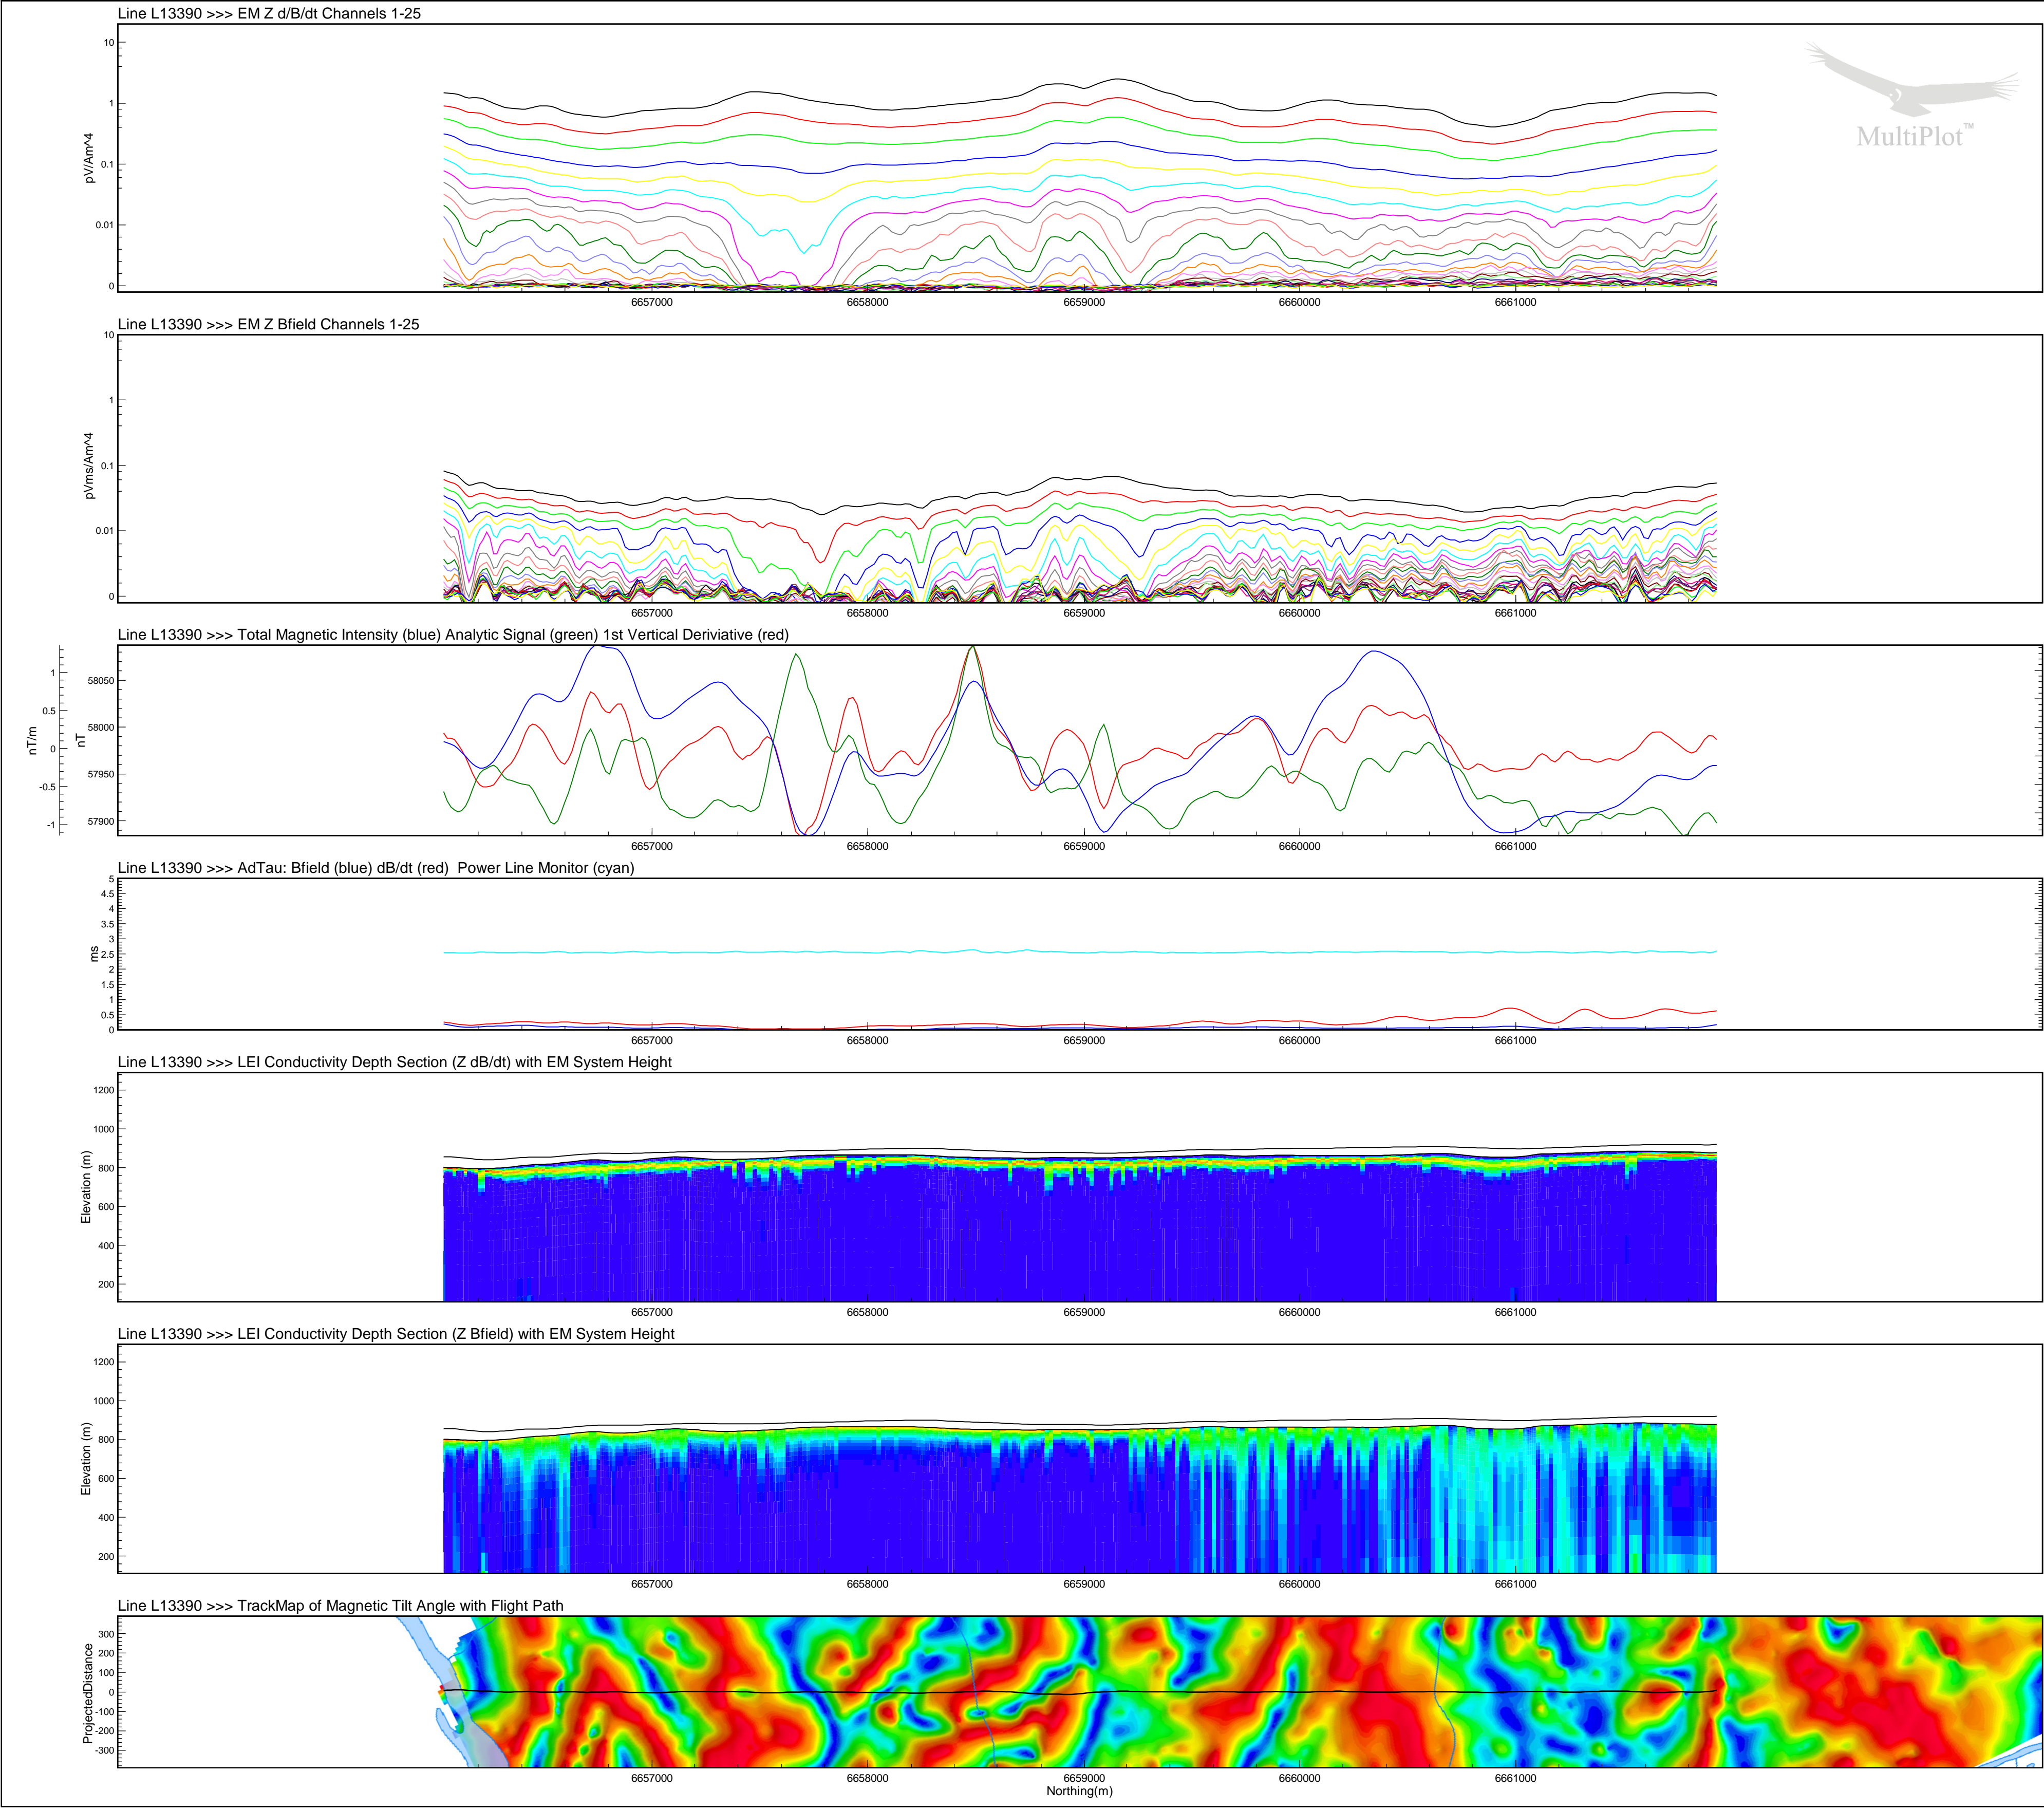 Line L13390 >>> EM Z d/B/dt Channels 1-25
10
1
0.1
0.01
0
pV/Am^4
MultiPlot™
6657000 6658000 6659000 6660000 6661000
Line L13390 >>> EM Z Bfield Channels 1-25
10
1
0.1
0.01
0
pVms/Am^4
6657000 6658000 6659000 6660000 6661000
Line L13390 >>> Total Magnetic Intensity (blue) Analytic Signal (green) 1st Vertical Deriviative (red)
1
0.5
0
-0.5
-1
nT/m
58050
58000
57950
57900
nT
6657000 6658000 6659000 6660000 6661000
Line L13390 >>> AdTau: Bfield (blue) dB/dt (red) Power Line Monitor (cyan)
5
4.5
4
3.5
3
2.5
2
1.5
1
0.5
0
ms
6657000 6658000 6659000 6660000 6661000
Line L13390 >>> LEI Conductivity Depth Section (Z dB/dt) with EM System Height
1200
1000
800
600
400
200
Elevation (m)
6657000 6658000 6659000 6660000 6661000
Line L13390 >>> LEI Conductivity Depth Section (Z Bfield) with EM System Height
1200
1000
800
600
400
200
Elevation (m)
6657000 6658000 6659000 6660000 6661000
Line L13390 >>> TrackMap of Magnetic Tilt Angle with Flight Path
300
200
100
0
-100
-200
-300
ProjectedDistance
6657000 6658000 6659000 6660000 6661000
Northing(m)